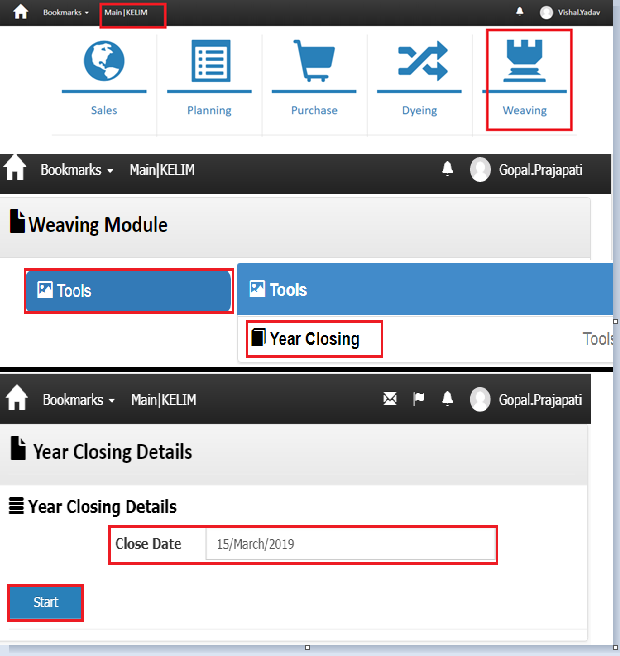 Bookmarks Main|KELIM Vishal.Yadav
Sales Planning Purchase Dyeing Weaving
Bookmarks Main|KELIM Gopal.Prajapati
Weaving Module
Tools Tools
Year Closing Tools
Bookmarks Main|KELIM Gopal.Prajapati
Year Closing Details
Year Closing Details
Close Date 15/March/2019
Start